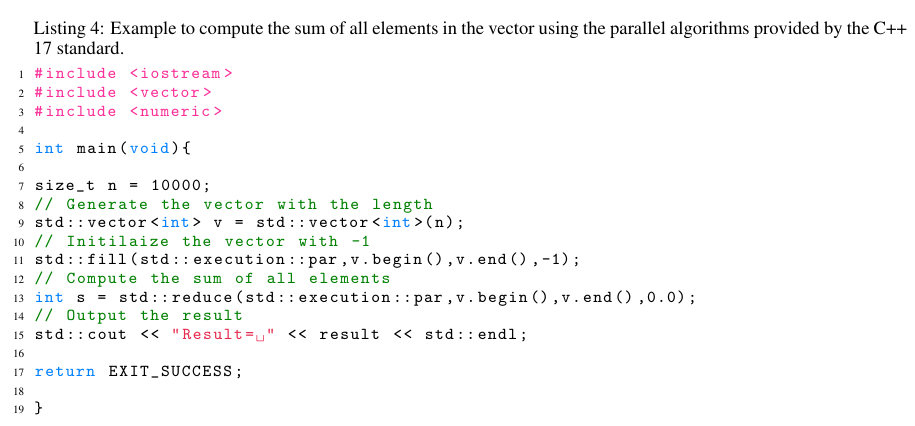 Listing 4: Example to compute the sum of all elements in the vector using the parallel algorithms provided by the C++
17 standard.
1 #include <iostream>
2 #include <vector>
3 #include <numeric>
4
5 int main(void){
6
7 size_t n = 10000;
8 // Generate the vector with the length
9 std::vector<int> v = std::vector<int>(n);
10 // Initilaize the vector with -1
11 std::fill(std::execution::par,v.begin(),v.end(),-1);
12 // Compute the sum of all elements
13 int s = std::reduce(std::execution::par,v.begin(),v.end(),0.0);
14 // Output the result
15 std::cout << "Result=␣" << result << std::endl;
16
17 return EXIT_SUCCESS;
18
19 }